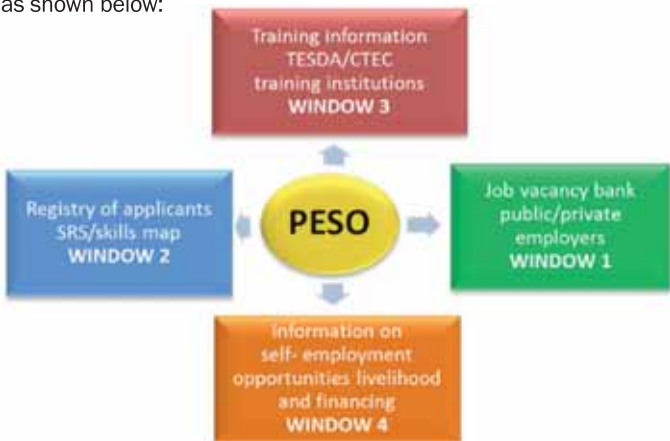 as shown below:
Training information
TESDA/CTEC
training institutions
WINDOW 3
Registry of applicants
SRS/skills map
WINDOW 2
PESO
Job vacancy bank
public/private
employers
WINDOW 1
Information on
self- employment
opportunities livelihood
and financing
WINDOW 4